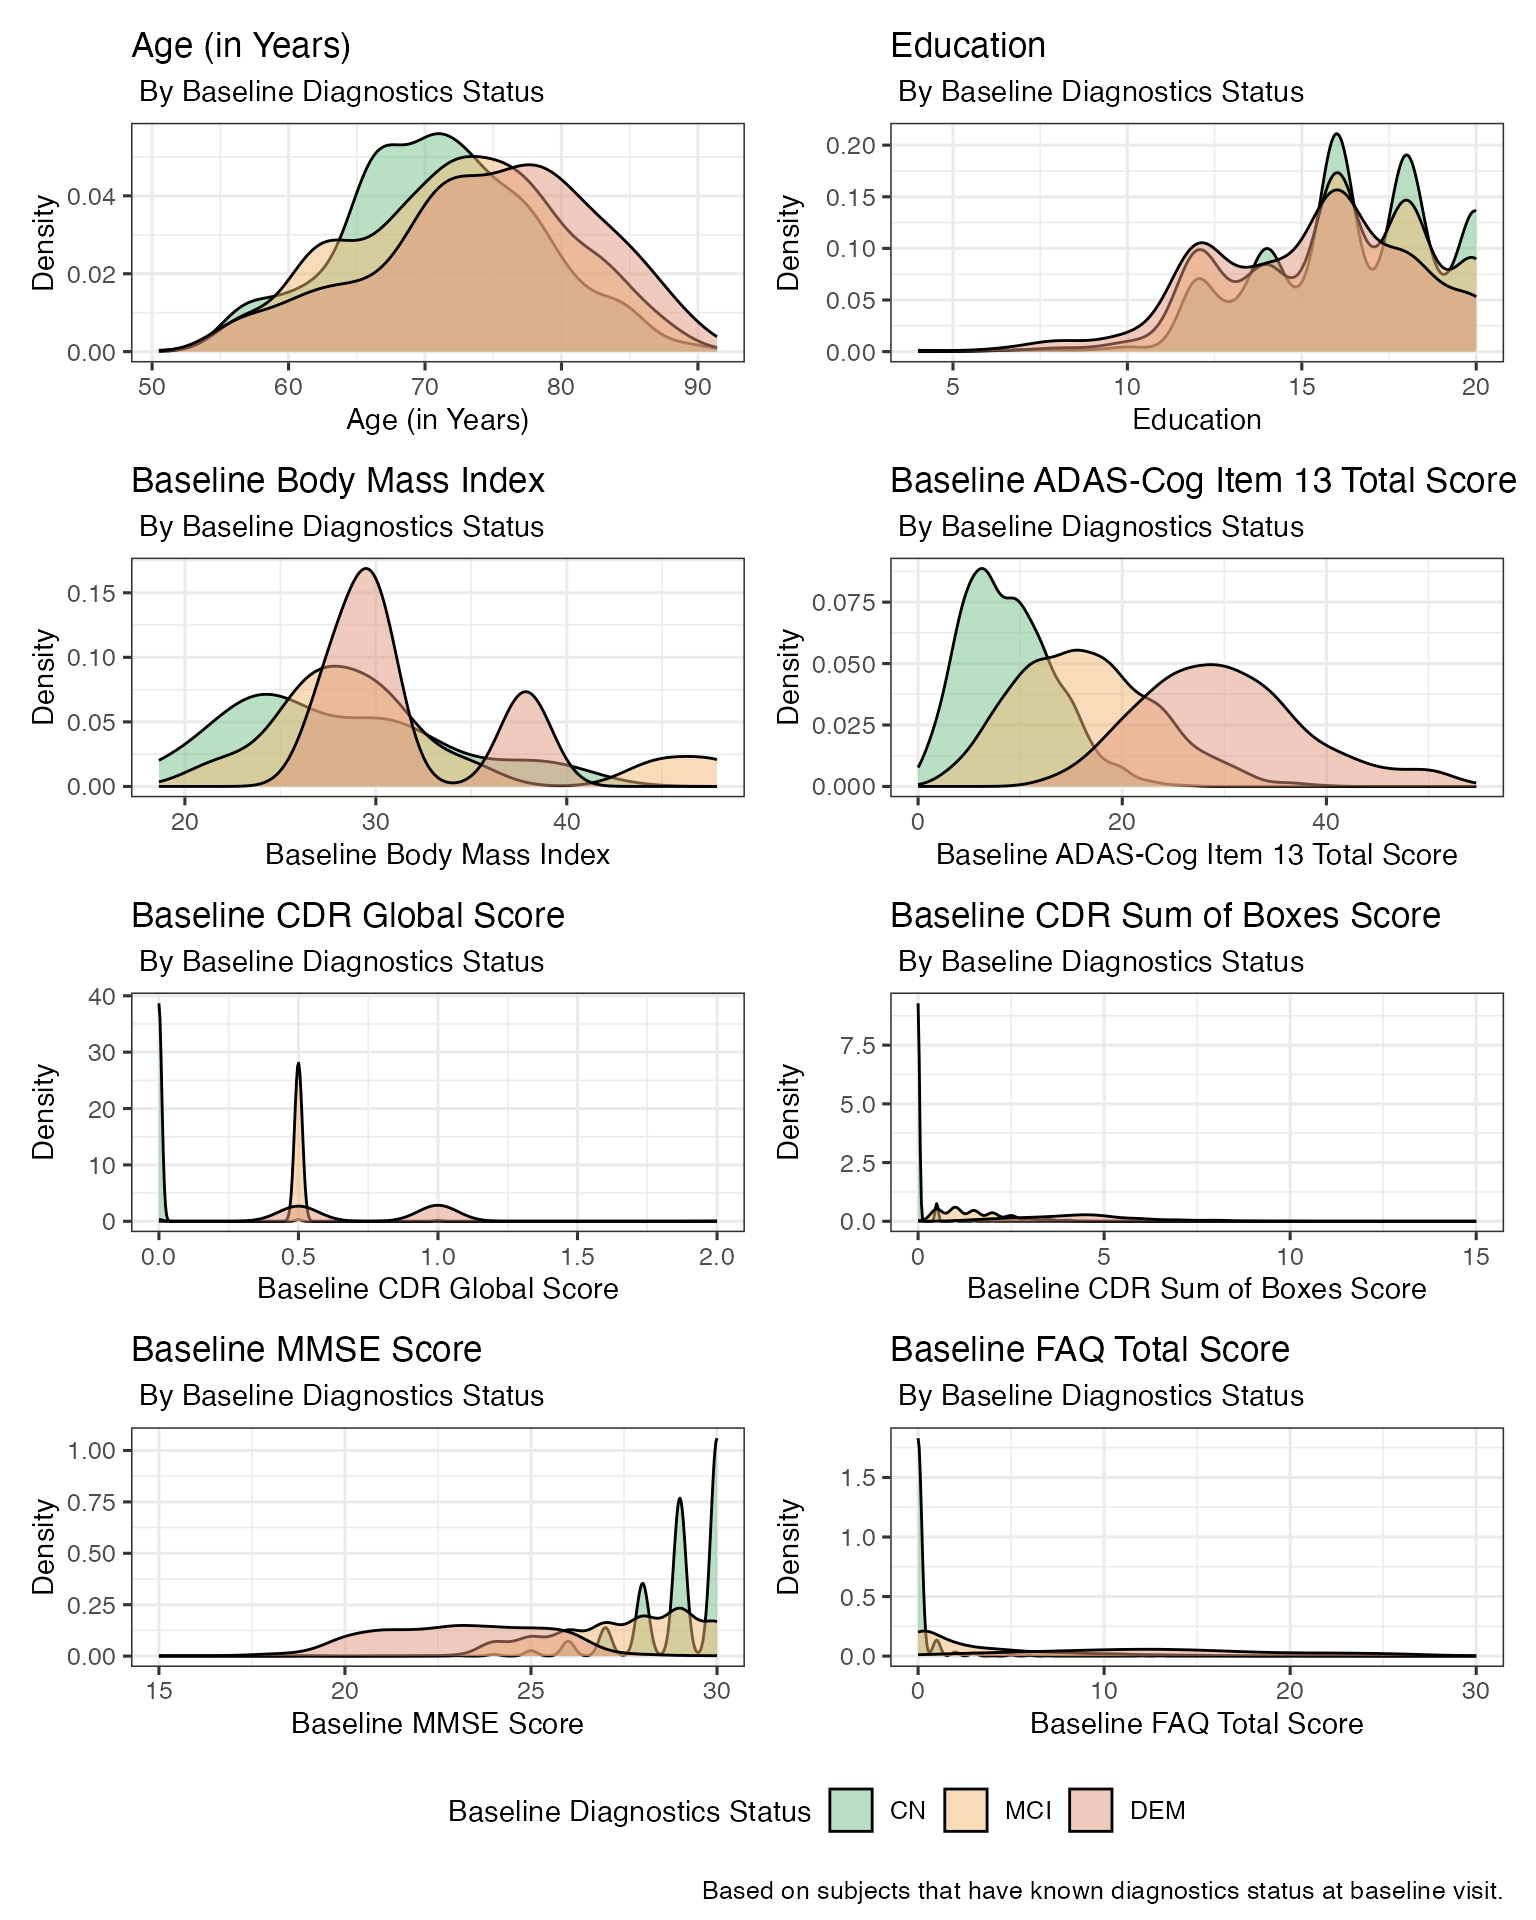 Age (in Years)
By Baseline Diagnostics Status
Density
0.04
0.02
0.00
50 60 70 80 90
Age (in Years)
Education
By Baseline Diagnostics Status
Density
0.20
0.15
0.10
0.05
0.00
5 10 15 20
Education
Baseline Body Mass Index
By Baseline Diagnostics Status
Density
0.15
0.10
0.05
0.00
20 30 40
Baseline Body Mass Index
Baseline ADAS-Cog Item 13 Total Score
By Baseline Diagnostics Status
Density
0.075
0.050
0.025
0.000
0 20 40
Baseline ADAS-Cog Item 13 Total Score
Baseline CDR Global Score
By Baseline Diagnostics Status
Density
40
30
20
10
0
0.0 0.5 1.0 1.5 2.0
Baseline CDR Global Score
Baseline CDR Sum of Boxes Score
By Baseline Diagnostics Status
Density
7.5
5.0
2.5
0.0
0 5 10 15
Baseline CDR Sum of Boxes Score
Baseline MMSE Score
By Baseline Diagnostics Status
Density
1.00
0.75
0.50
0.25
0.00
15 20 25 30
Baseline MMSE Score
Baseline FAQ Total Score
By Baseline Diagnostics Status
Density
1.5
1.0
0.5
0.0
0 10 20 30
Baseline FAQ Total Score
Baseline Diagnostics Status CN MCI DEM
Based on subjects that have known diagnostics status at baseline visit.